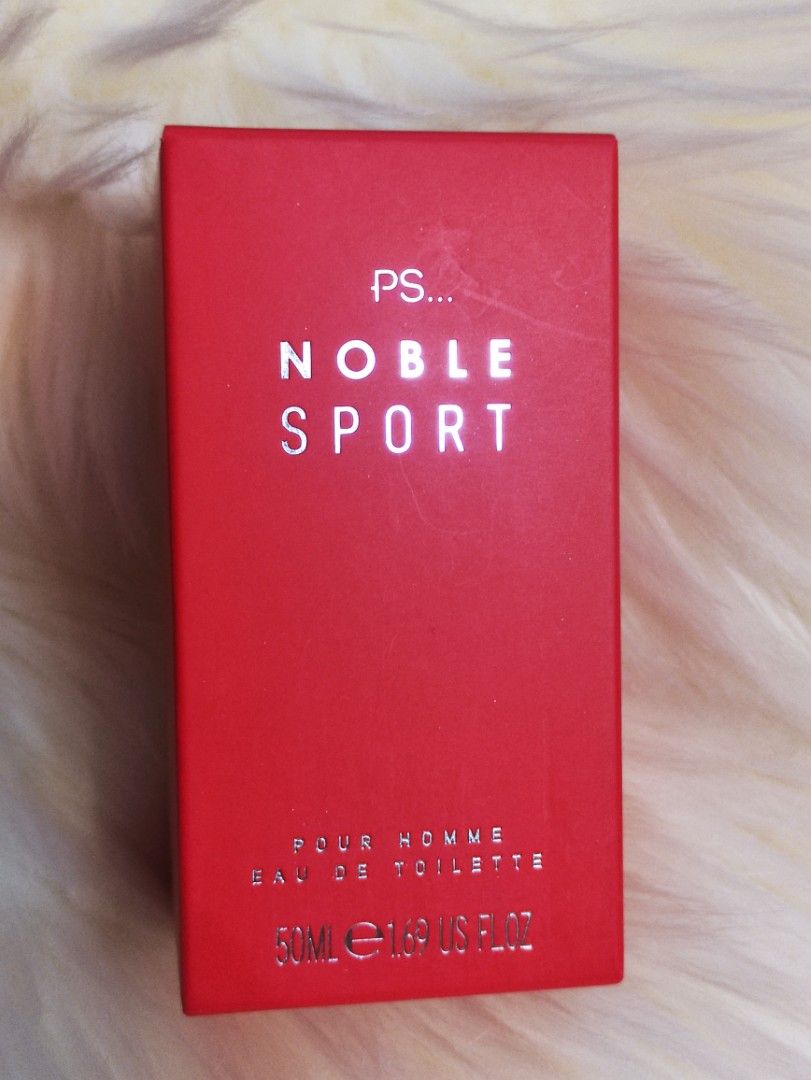 PS...
NOBLE
SPORT
POUR HOMME
EAU DE TOILETTE
50ML e 1.69 US FL.OZ